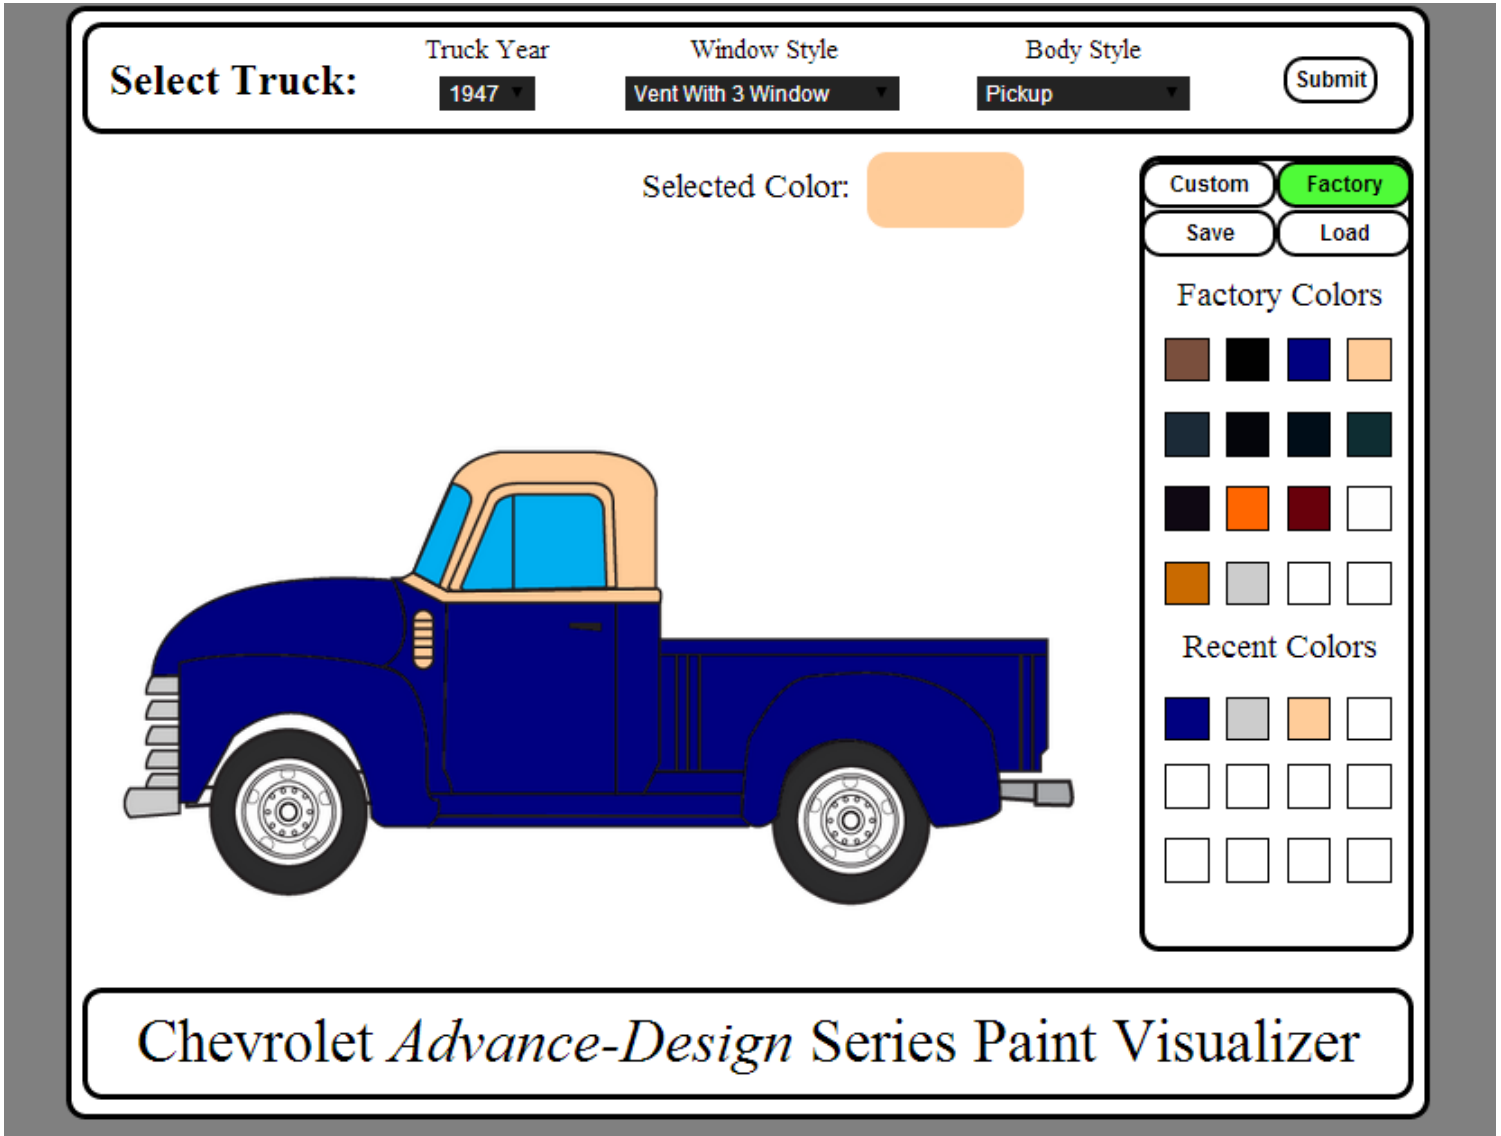 Select Truck:
Truck Year
1947
Window Style
Vent With 3 Window
Body Style
Pickup
Submit
Selected Color:
Custom
Factory
Save
Load
Factory Colors
Recent Colors
Chevrolet Advance-Design Series Paint Visualizer